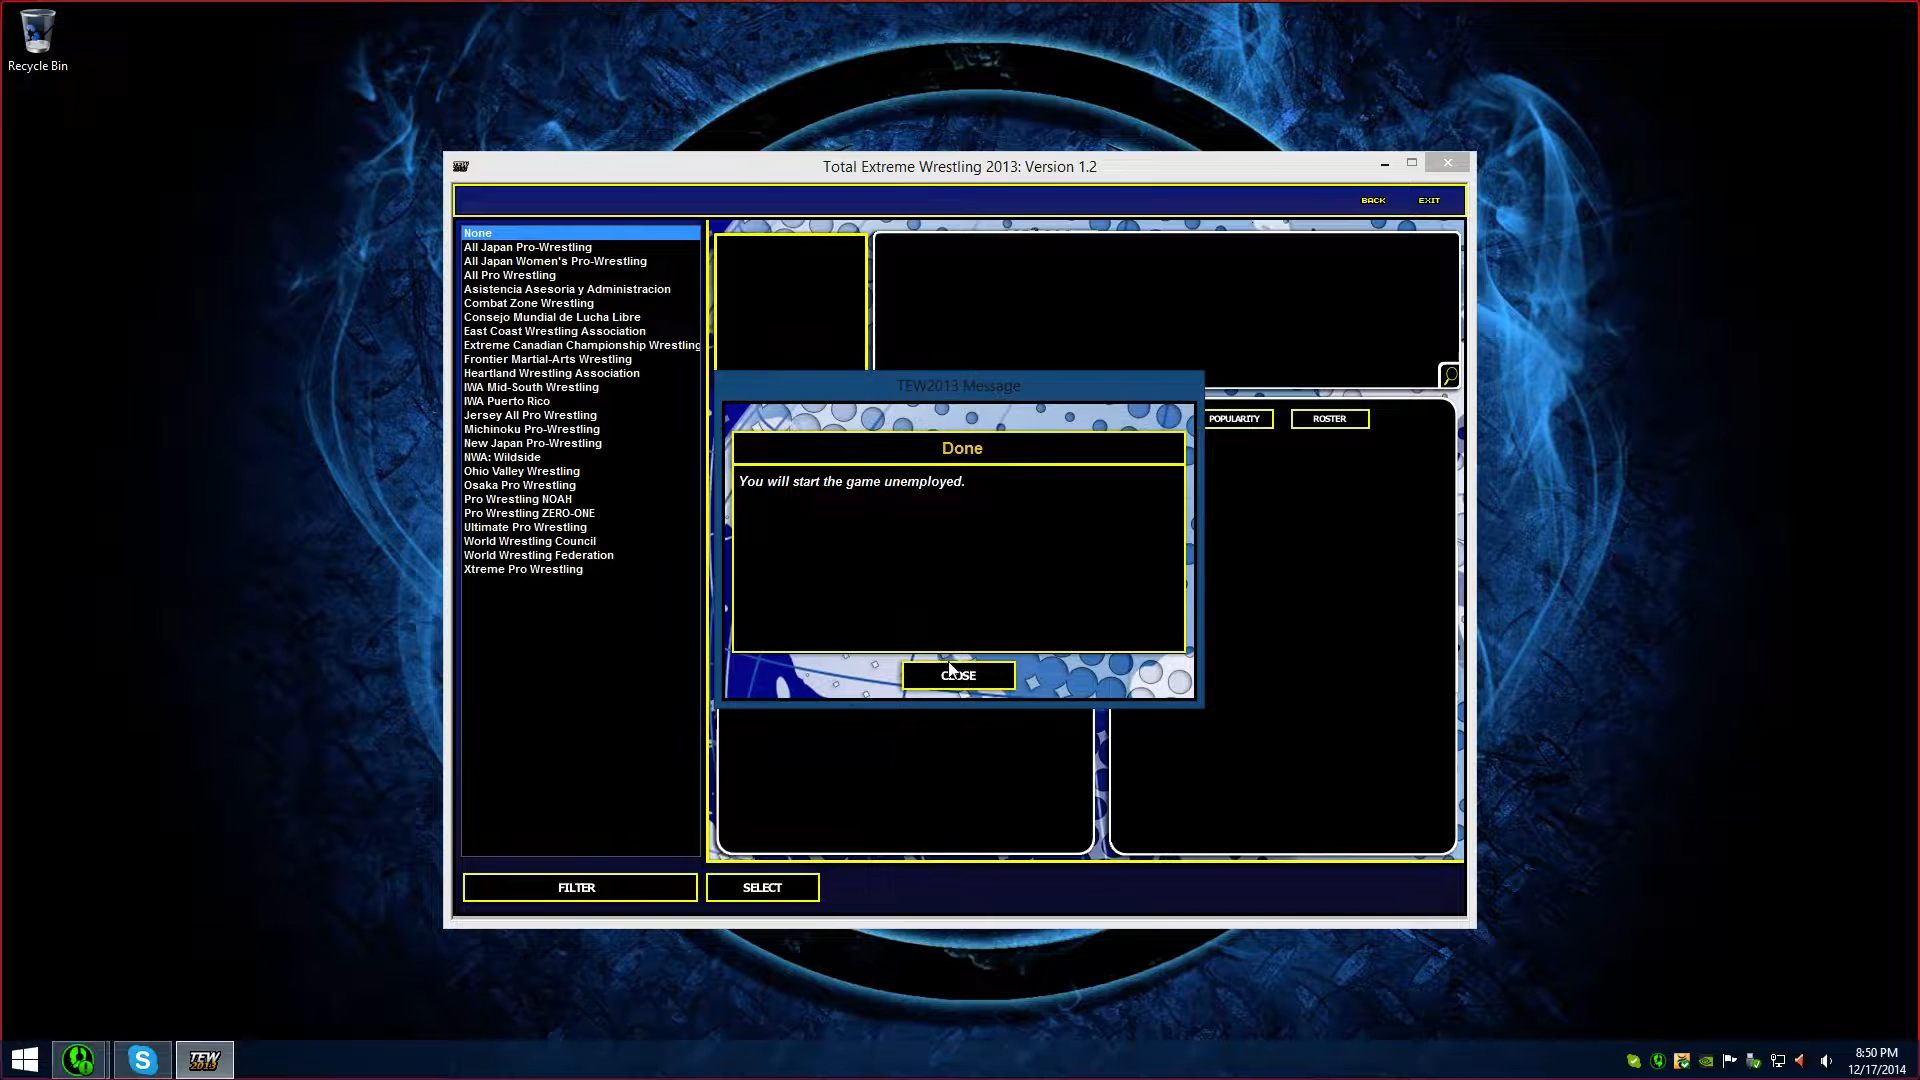 Recycle Bin
Total Extreme Wrestling 2013: Version 1.2
BACK
EXIT
None
All Japan Pro-Wrestling
All Japan Women's Pro-Wrestling
All Pro Wrestling
Asistencia Asesoria y Administracion
Combat Zone Wrestling
Consejo Mundial de Lucha Libre
East Coast Wrestling Association
Extreme Canadian Championship Wrestling
Frontier Martial-Arts Wrestling
Heartland Wrestling Association
IWA Mid-South Wrestling
IWA Puerto Rico
Jersey All Pro Wrestling
Michinoku Pro-Wrestling
New Japan Pro-Wrestling
NWA: Wildside
Ohio Valley Wrestling
Osaka Pro Wrestling
Pro Wrestling NOAH
Pro Wrestling ZERO-ONE
Ultimate Pro Wrestling
World Wrestling Council
World Wrestling Federation
Xtreme Pro Wrestling
TEW2013 Message
Done
You will start the game unemployed.
CLOSE
POPULARITY
ROSTER
FILTER
SELECT
TEW
2013
8:50 PM
12/17/2014